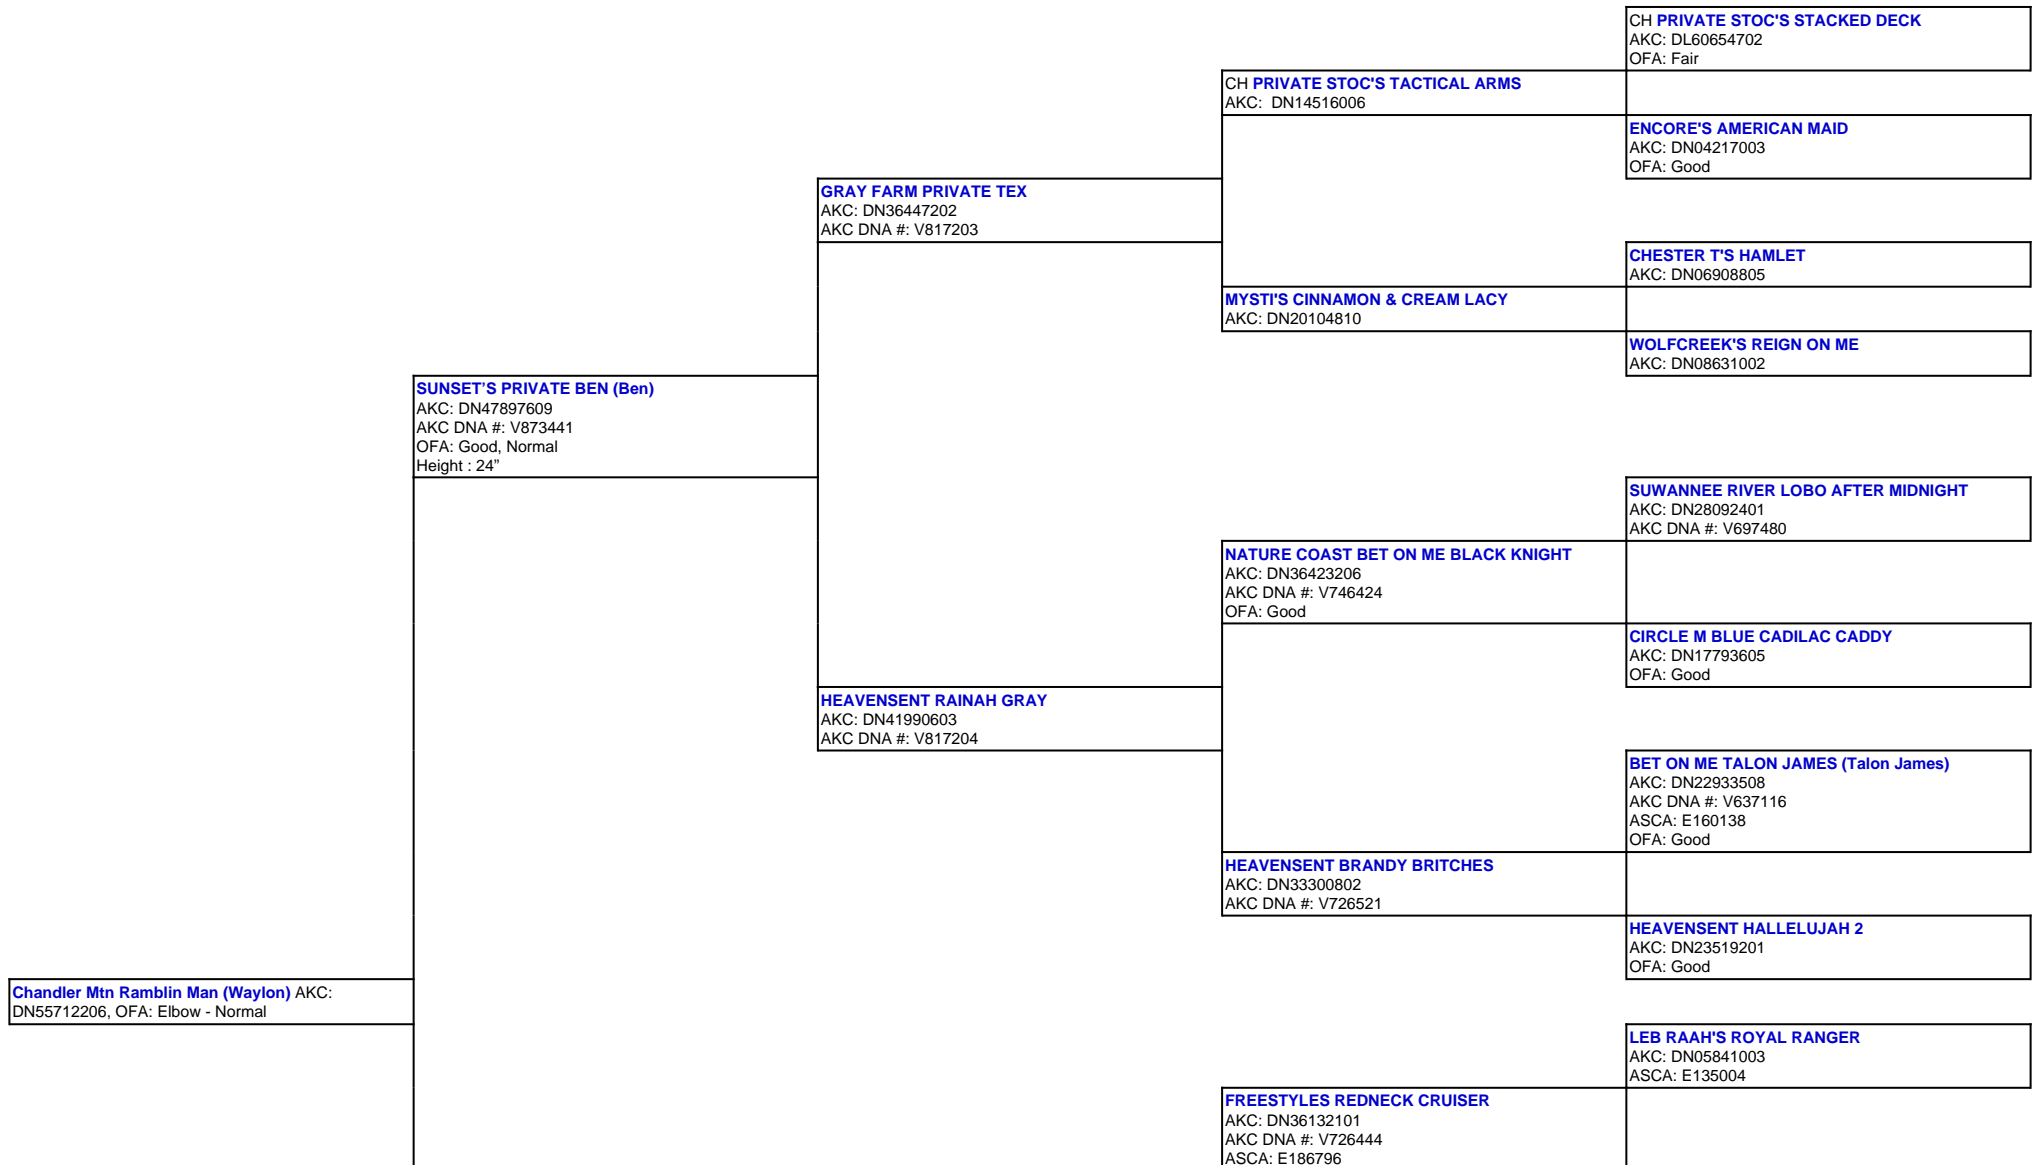 CH PRIVATE STOC'S STACKED DECK
AKC: DL60654702
OFA: Fair
CH PRIVATE STOC'S TACTICAL ARMS
AKC: DN14516006
ENCORE'S AMERICAN MAID
AKC: DN04217003
OFA: Good
GRAY FARM PRIVATE TEX
AKC: DN36447202
AKC DNA #: V817203
CHESTER T'S HAMLET
AKC: DN06908805
MYSTI'S CINNAMON & CREAM LACY
AKC: DN20104810
WOLFCREEK'S REIGN ON ME
AKC: DN08631002
SUNSET’S PRIVATE BEN (Ben)
AKC: DN47897609
AKC DNA #: V873441
OFA: Good, Normal
Height : 24”
SUWANNEE RIVER LOBO AFTER MIDNIGHT
AKC: DN28092401
AKC DNA #: V697480
NATURE COAST BET ON ME BLACK KNIGHT
AKC: DN36423206
AKC DNA #: V746424
OFA: Good
CIRCLE M BLUE CADILAC CADDY
AKC: DN17793605
OFA: Good
HEAVENSENT RAINAH GRAY
AKC: DN41990603
AKC DNA #: V817204
BET ON ME TALON JAMES (Talon James)
AKC: DN22933508
AKC DNA #: V637116
ASCA: E160138
OFA: Good
HEAVENSENT BRANDY BRITCHES
AKC: DN33300802
AKC DNA #: V726521
HEAVENSENT HALLELUJAH 2
AKC: DN23519201
OFA: Good
Chandler Mtn Ramblin Man (Waylon) AKC:
DN55712206, OFA: Elbow - Normal
LEB RAAH'S ROYAL RANGER
AKC: DN05841003
ASCA: E135004
FREESTYLES REDNECK CRUISER
AKC: DN36132101
AKC DNA #: V726444
ASCA: E186796